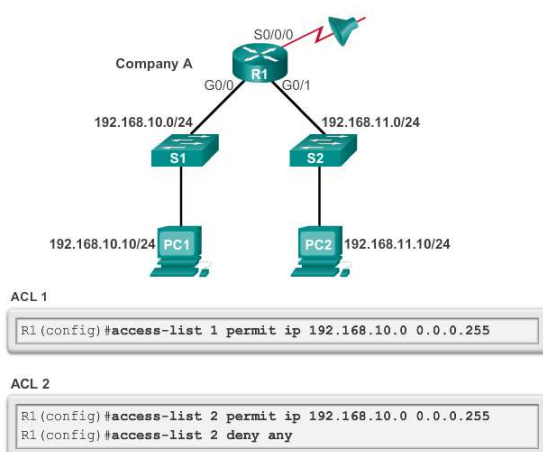 S0/0/0
Company A
R1
G0/0
G0/1
192.168.10.0/24
192.168.11.0/24
S1
S2
192.168.10.10/24
PC1
PC2
192.168.11.10/24
ACL 1
R1(config)#access-list 1 permit ip 192.168.10.0 0.0.0.255
ACL 2
R1(config)#access-list 2 permit ip 192.168.10.0 0.0.0.255
R1(config)#access-list 2 deny any